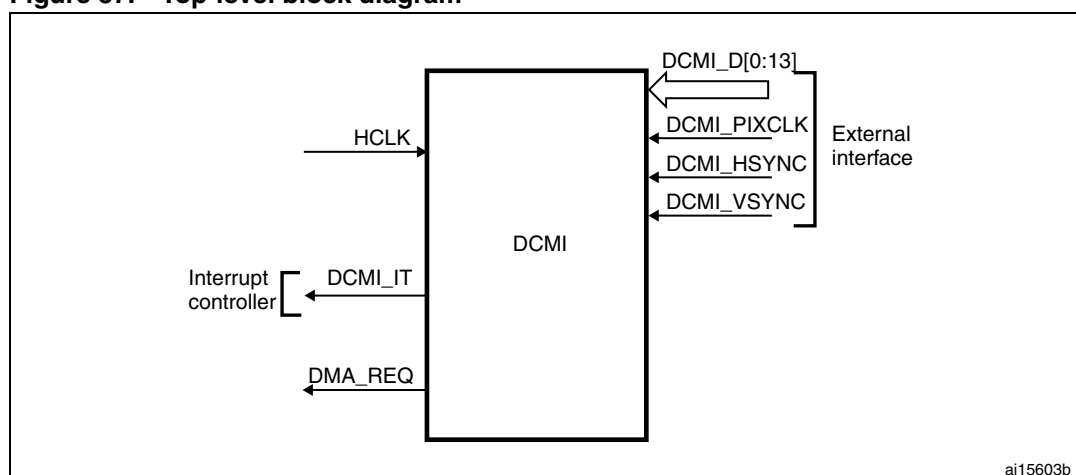 Figure 57. Top-level block diagram
DCMI_D[0:13]
HCLK
DCMI_PIXCLK
External
interface
DCMI_HSYNC
DCMI_VSYNC
DCMI
Interrupt
controller
DCMI_IT
DMA_REQ
ai15603b